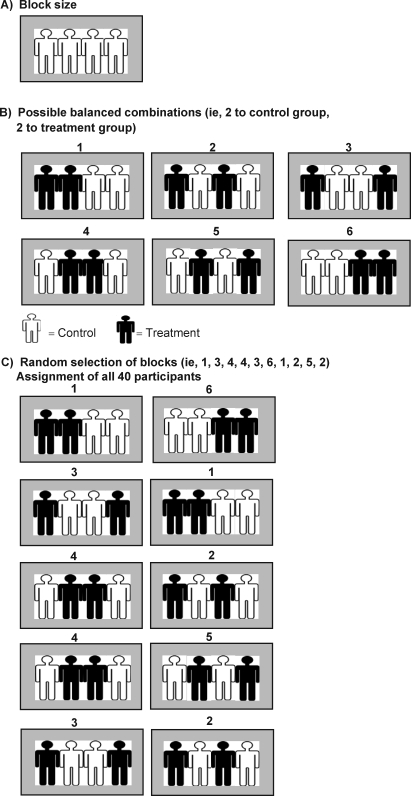 A) Block size
B) Possible balanced combinations (ie, 2 to control group,
2 to treatment group)
1 2 3
4 5 6
= Control = Treatment
C) Random selection of blocks (ie, 1, 3, 4, 4, 3, 6, 1, 2, 5, 2)
Assignment of all 40 participants
1 6
3 1
4 2
4 5
3 2